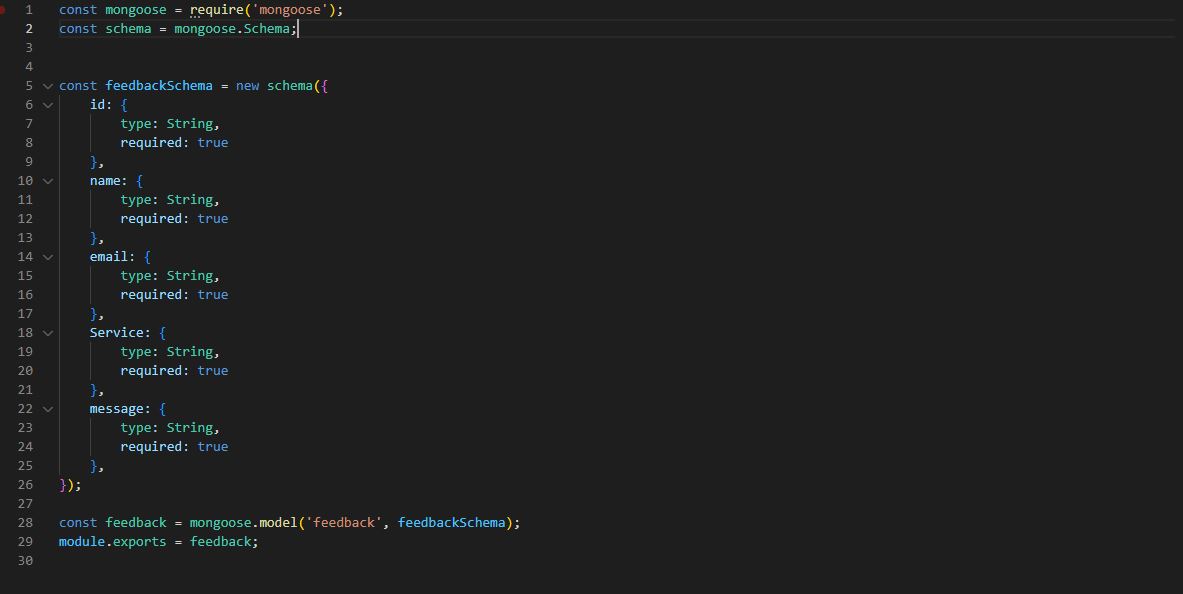 1 const mongoose = require('mongoose');
2 const schema = mongoose.Schema;
3
4
5 const feedbackSchema = new schema({
6     id: {
7         type: String,
8         required: true
9     },
10     name: {
11         type: String,
12         required: true
13     },
14     email: {
15         type: String,
16         required: true
17     },
18     Service: {
19         type: String,
20         required: true
21     },
22     message: {
23         type: String,
24         required: true
25     },
26 });
27
28 const feedback = mongoose.model('feedback', feedbackSchema);
29 module.exports = feedback;
30